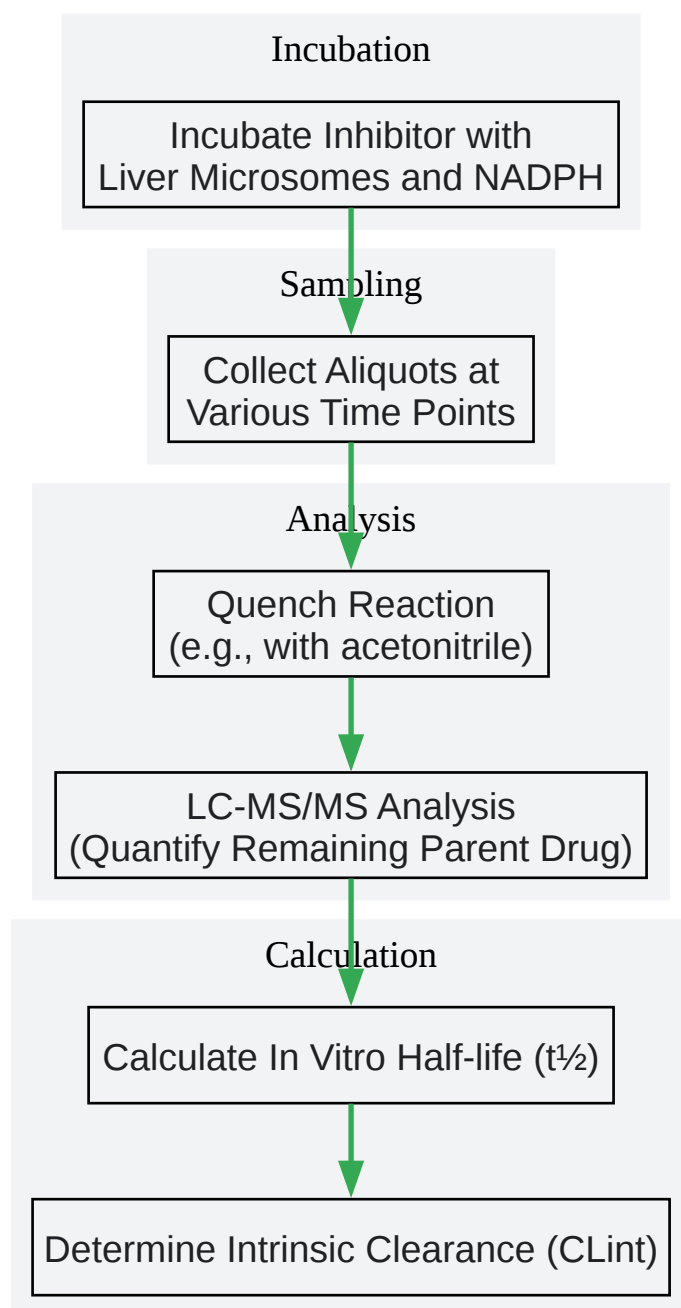 Incubation
Incubate Inhibitor with
Liver Microsomes and NADPH
Sampling
Collect Aliquots at
Various Time Points
Analysis
Quench Reaction
(e.g., with acetonitrile)
LC-MS/MS Analysis
(Quantify Remaining Parent Drug)
Calculation
Calculate In Vitro Half-life (t½)
Determine Intrinsic Clearance (CLint)